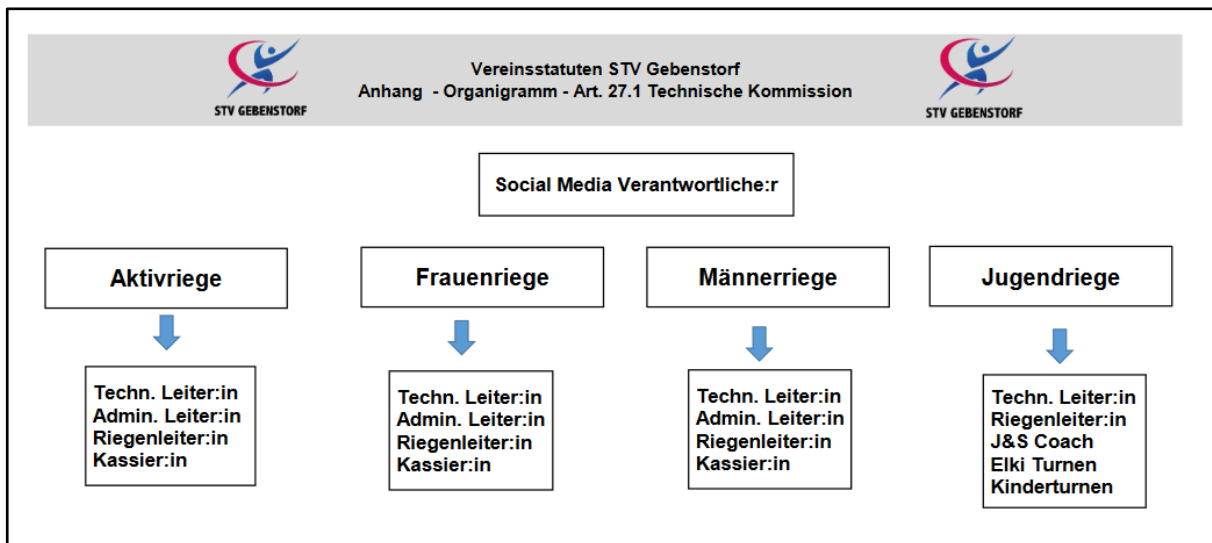 Vereinsstatuten STV Gebenstorf
Anhang - Organigramm - Art. 27.1 Technische Kommission
STV GEBENSTORF
STV GEBENSTORF
Social Media Verantwortliche:r
Aktivriege
Frauenriege
Männerriege
Jugendriege
Techn. Leiter:in
Admin. Leiter:in
Riegenleiter:in
Kassier:in
Techn. Leiter:in
Admin. Leiter:in
Riegenleiter:in
Kassier:in
Techn. Leiter:in
Admin. Leiter:in
Riegenleiter:in
Kassier:in
Techn. Leiter:in
Riegenleiter:in
J&S Coach
Elki Turnen
Kinderturnen